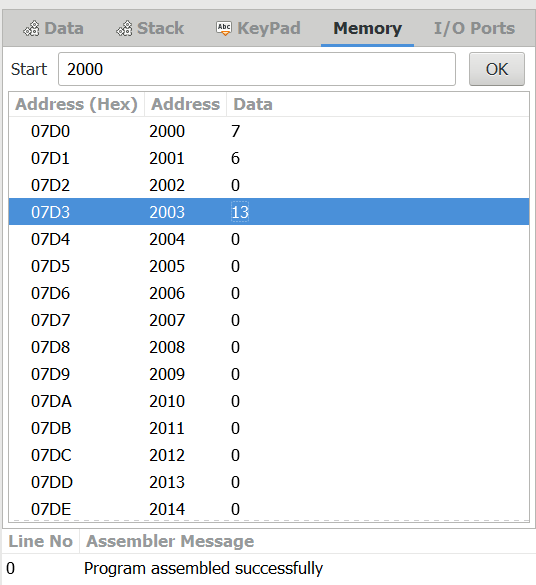 Data Stack Abc KeyPad Memory I/O Ports
Start 2000 OK
Address (Hex) Address Data
07D0 2000 7
07D1 2001 6
07D2 2002 0
07D3 2003 13
07D4 2004 0
07D5 2005 0
07D6 2006 0
07D7 2007 0
07D8 2008 0
07D9 2009 0
07DA 2010 0
07DB 2011 0
07DC 2012 0
07DD 2013 0
07DE 2014 0
Line No Assembler Message
0 Program assembled successfully